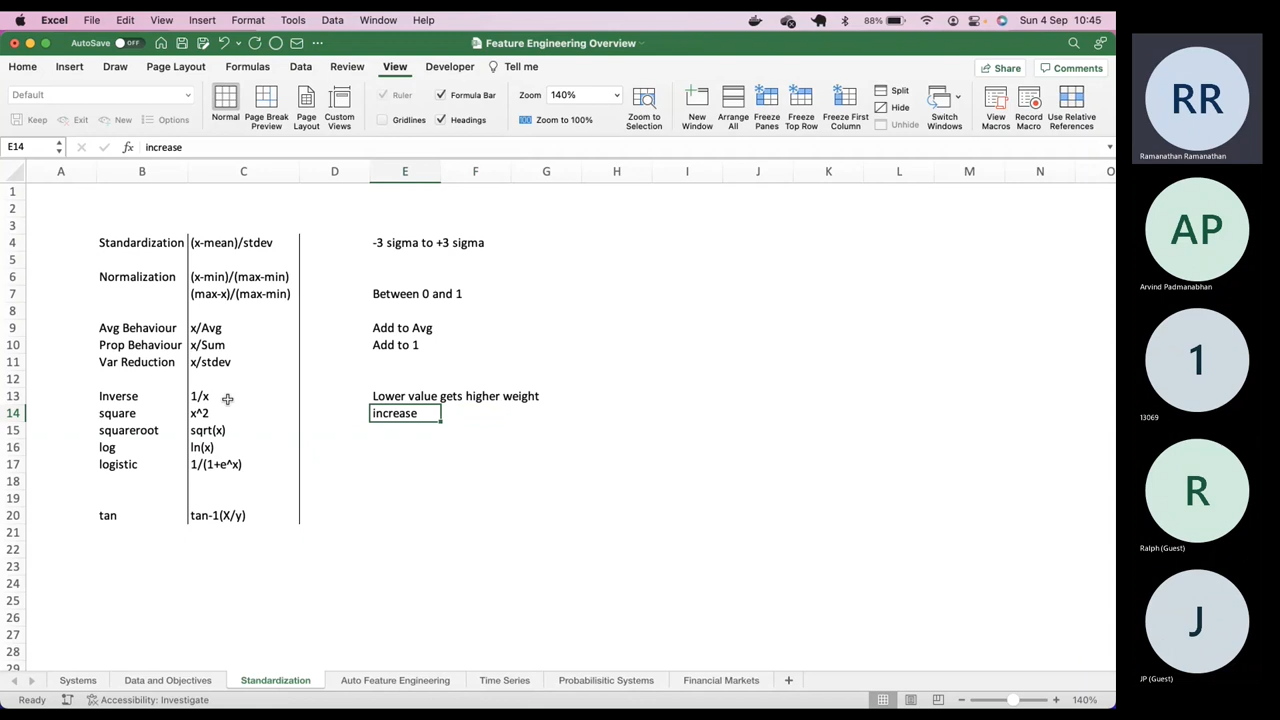 Excel File Edit View Insert Format Tools Data Window Help 88% Sun 4 Sep 10:45
AutoSave OFF Feature Engineering Overview
Home Insert Draw Page Layout Formulas Data Review View Developer Tell me Share Comments
Default Ruler Formula Bar Zoom 140% Split
Gridlines Headings Zoom to 100% Hide
Keep Exit New Options Normal Page Break Preview Page Layout Custom Views Zoom to Selection New Window Arrange All Freeze Panes Freeze Top Row Freeze First Column Unhide Switch Windows View Macros Record Macro Use Relative References
E14 fx increase
A B C D E F G H I J K L M N O
1
2
3
4 Standardization (x-mean)/stdev -3 sigma to +3 sigma
5
6 Normalization (x-min)/(max-min)
7 (max-x)/(max-min) Between 0 and 1
8
9 Avg Behaviour x/Avg Add to Avg
10 Prop Behaviour x/Sum Add to 1
11 Var Reduction x/stdev
12
13 Inverse 1/x Lower value gets higher weight
14 square x^2 increase
15 squareroot sqrt(x)
16 log ln(x)
17 logistic 1/(1+e^x)
18
19
20 tan tan-1(X/y)
21
22
23
24
25
26
27
28
29
Systems Data and Objectives Standardization Auto Feature Engineering Time Series Probabilisitic Systems Financial Markets
Ready Accessibility: Investigate 140%
RR
Ramanathan Ramanathan
AP
Arvind Padmanabhan
1
13069
R
Ralph (Guest)
J
JP (Guest)